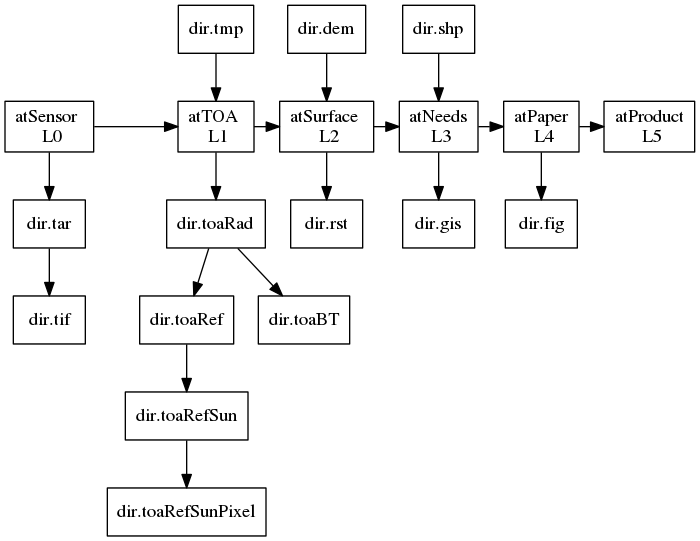 dir.tmp
dir.dem
dir.shp
atSensor
L0
atTOA
L1
atSurface
L2
atNeeds
L3
atPaper
L4
atProduct
L5
dir.tar
dir.toaRad
dir.rst
dir.gis
dir.fig
dir.tif
dir.toaRef
dir.toaBT
dir.toaRefSun
dir.toaRefSunPixel